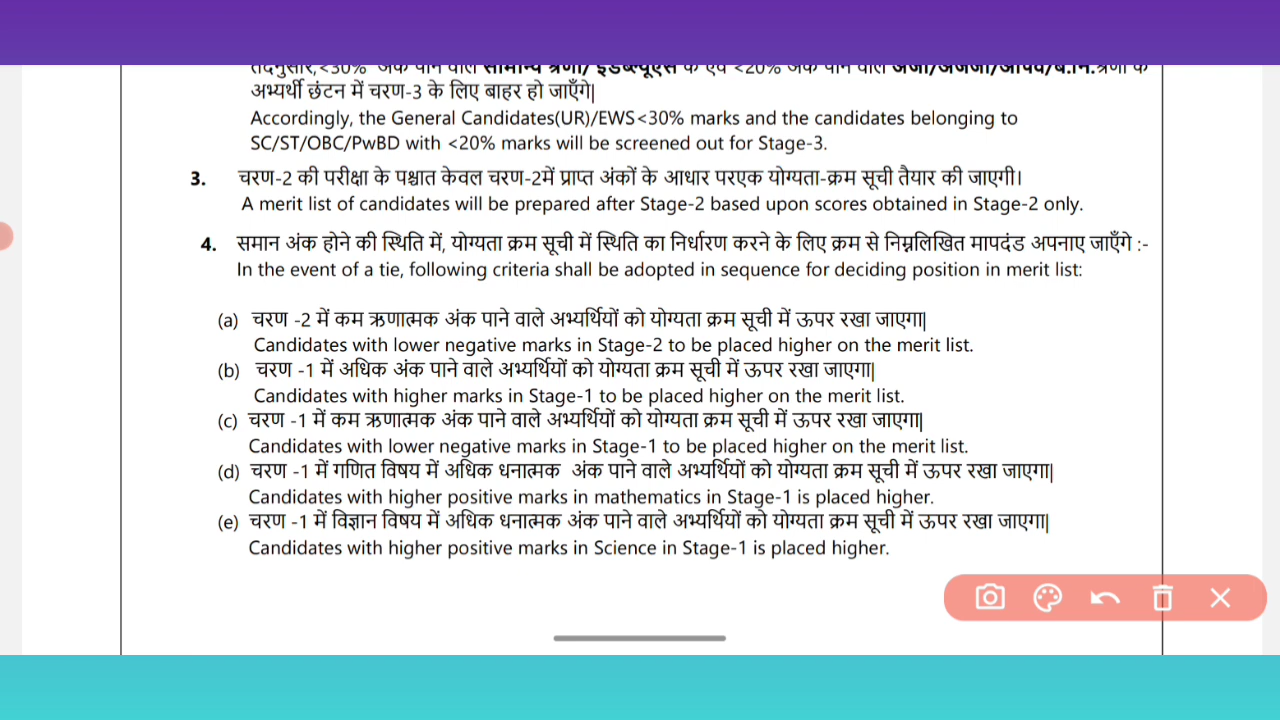 तदनुसार,<30% अंक पाने वाले सामान्य श्रेणी/ इडब्ल्यूएस के एवं <20% अंक पाने वाले अजा/अजजा/अपिव/ब.नि.श्रेणी के
अभ्यर्थी छंटन में चरण-3 के लिए बाहर हो जाएँगे|
Accordingly, the General Candidates(UR)/EWS<30% marks and the candidates belonging to
SC/ST/OBC/PwBD with <20% marks will be screened out for Stage-3.
3. चरण-2 की परीक्षा के पश्चात केवल चरण-2में प्राप्त अंकों के आधार परएक योग्यता-क्रम सूची तैयार की जाएगी।
A merit list of candidates will be prepared after Stage-2 based upon scores obtained in Stage-2 only.
4. समान अंक होने की स्थिति में, योग्यता क्रम सूची में स्थिति का निर्धारण करने के लिए क्रम से निम्नलिखित मापदंड अपनाए जाएँगे :-
In the event of a tie, following criteria shall be adopted in sequence for deciding position in merit list:
(a) चरण -2 में कम ऋणात्मक अंक पाने वाले अभ्यर्थियों को योग्यता क्रम सूची में ऊपर रखा जाएगा|
Candidates with lower negative marks in Stage-2 to be placed higher on the merit list.
(b) चरण -1 में अधिक अंक पाने वाले अभ्यर्थियों को योग्यता क्रम सूची में ऊपर रखा जाएगा|
Candidates with higher marks in Stage-1 to be placed higher on the merit list.
(c) चरण -1 में कम ऋणात्मक अंक पाने वाले अभ्यर्थियों को योग्यता क्रम सूची में ऊपर रखा जाएगा|
Candidates with lower negative marks in Stage-1 to be placed higher on the merit list.
(d) चरण -1 में गणित विषय में अधिक धनात्मक अंक पाने वाले अभ्यर्थियों को योग्यता क्रम सूची में ऊपर रखा जाएगा|
Candidates with higher positive marks in mathematics in Stage-1 is placed higher.
(e) चरण -1 में विज्ञान विषय में अधिक धनात्मक अंक पाने वाले अभ्यर्थियों को योग्यता क्रम सूची में ऊपर रखा जाएगा|
Candidates with higher positive marks in Science in Stage-1 is placed higher.